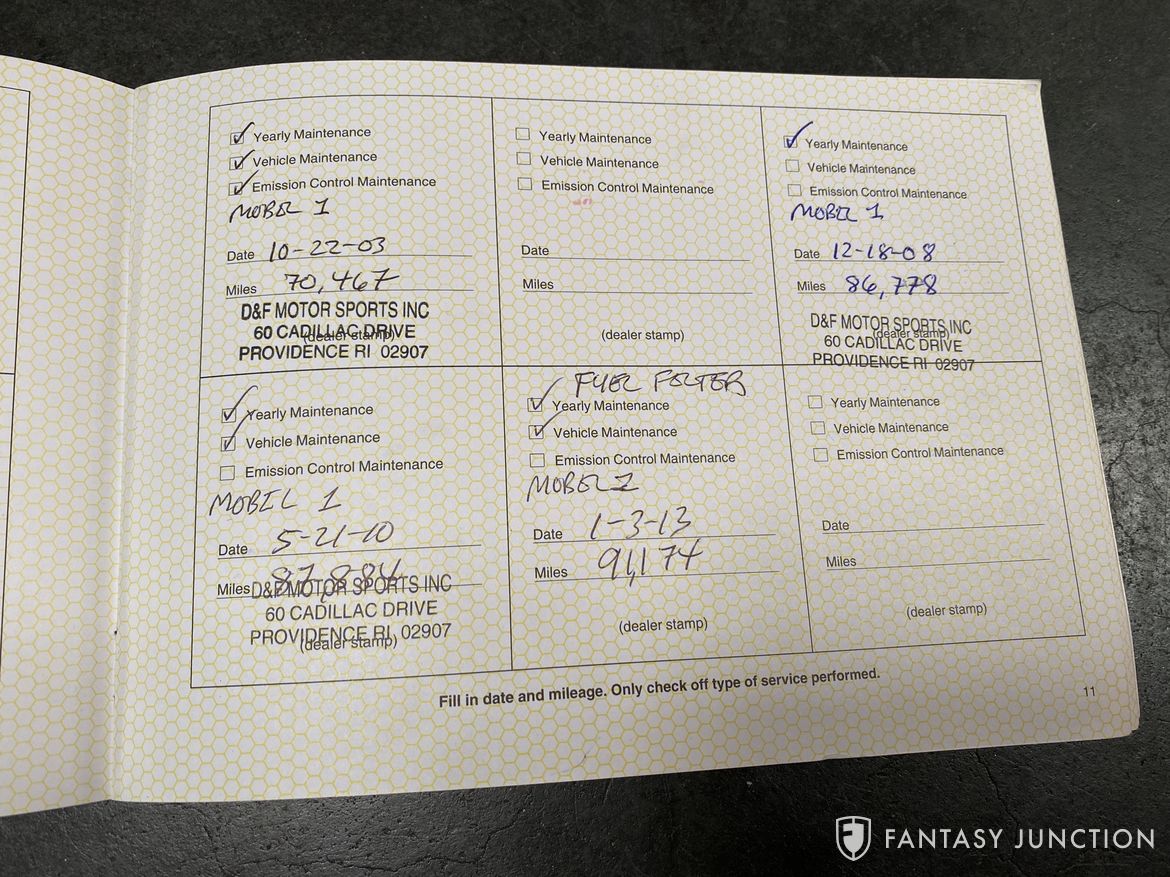 Yearly Maintenance
Vehicle Maintenance
Emission Control Maintenance
MOBIL 1
Date 10-22-03
Miles 70,467
D&F MOTOR SPORTS INC
60 CADILLAC DRIVE
(dealer stamp)
PROVIDENCE RI 02907
Yearly Maintenance
Vehicle Maintenance
Emission Control Maintenance
Date
Miles
(dealer stamp)
Yearly Maintenance
Vehicle Maintenance
Emission Control Maintenance
MOBIL 1
Date 12-18-08
Miles 86,778
D&F MOTOR SPORTS INC
(dealer stamp)
60 CADILLAC DRIVE
PROVIDENCE RI 02907
Yearly Maintenance
Vehicle Maintenance
Emission Control Maintenance
MOBIL 1
Date 5-21-10
Miles 87,884
D&F MOTOR SPORTS INC
60 CADILLAC DRIVE
PROVIDENCE RI 02907
(dealer stamp)
FUEL FILTER
Yearly Maintenance
Vehicle Maintenance
Emission Control Maintenance
MOBIL 1
Date 1-3-13
Miles 91,174
(dealer stamp)
Yearly Maintenance
Vehicle Maintenance
Emission Control Maintenance
Date
Miles
(dealer stamp)
Fill in date and mileage. Only check off type of service performed.
11
FANTASY JUNCTION